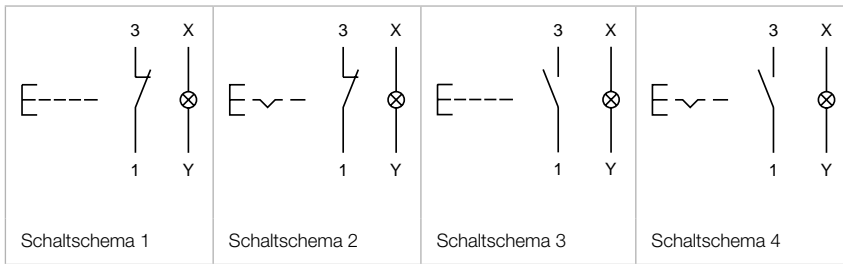 3 X 3 X 3 X 3 X
1 Y 1 Y 1 Y 1 Y
Schaltschema 1 Schaltschema 2 Schaltschema 3 Schaltschema 4